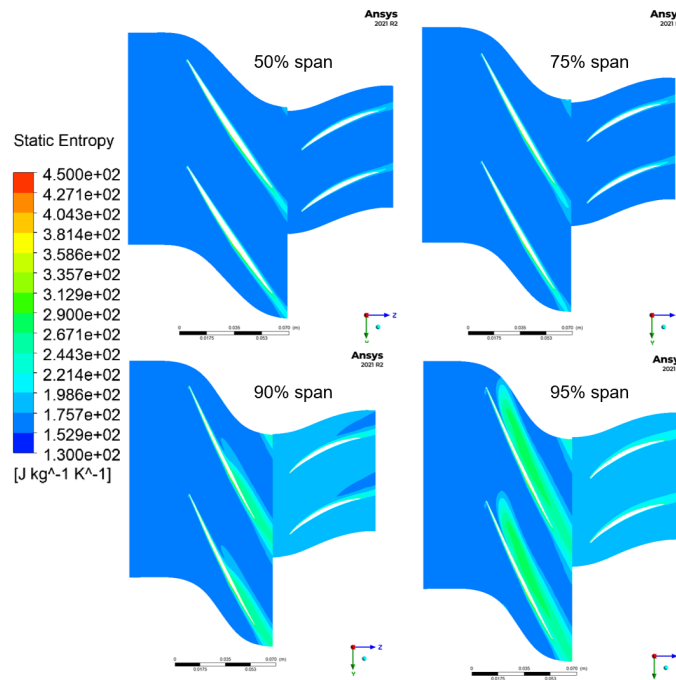 Ansys
2021 R2
Ansys
2021
50% span
75% span
Static Entropy
4.500e+02
4.271e+02
4.043e+02
3.814e+02
3.586e+02
3.357e+02
3.129e+02
2.900e+02
2.671e+02
2.443e+02
2.214e+02
1.986e+02
1.757e+02
1.529e+02
1.300e+02
[J kg^-1 K^-1]
Z
0 0.035 0.070 (m)
0.0175 0.053
0 0.035 0.070 (m)
0.0175 0.053
Y
Ansys
2021 R2
Ansys
2021
90% span
95% span
0 0.035 0.070 (m)
0.0175 0.053
Z
Y
0 0.035 0.070 (m)
0.0175 0.053
Y